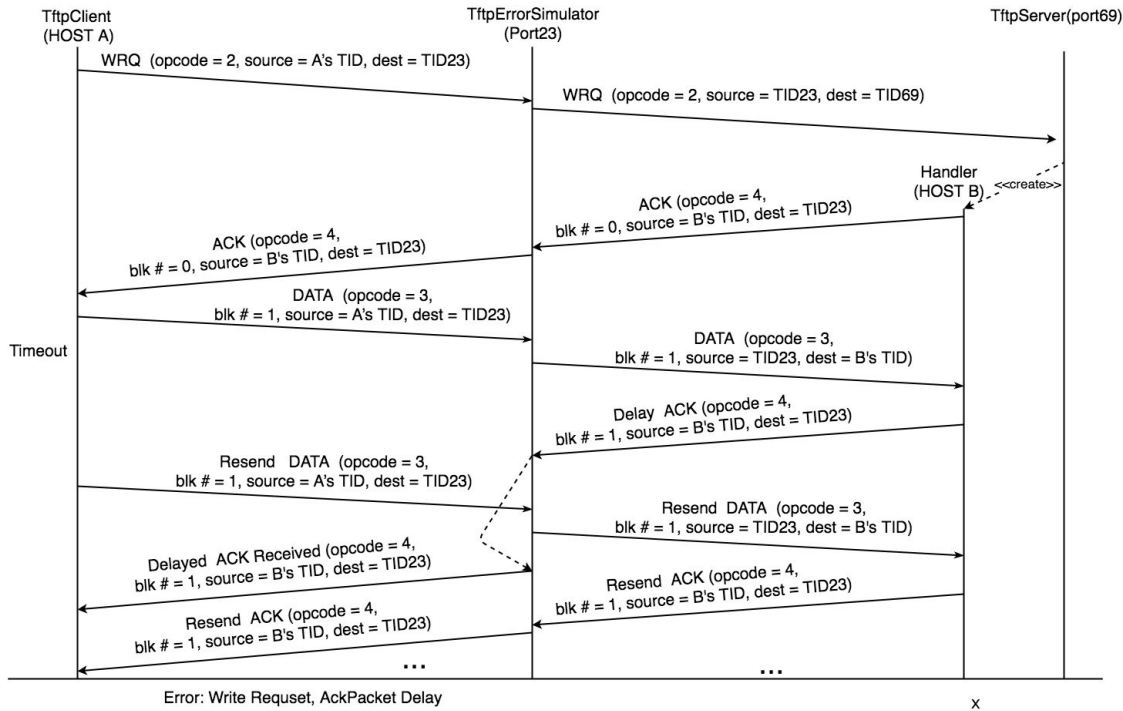 TftpClient
(HOST A)
TftpErrorSimulator
(Port23)
TftpServer(port69)
WRQ (opcode = 2, source = A's TID, dest = TID23)
WRQ (opcode = 2, source = TID23, dest = TID69)
Handler
(HOST B)
<<create>>
ACK (opcode = 4,
blk # = 0, source = B's TID, dest = TID23)
ACK (opcode = 4,
blk # = 0, source = B's TID, dest = TID23)
DATA (opcode = 3,
blk # = 1, source = A's TID, dest = TID23)
Timeout
DATA (opcode = 3,
blk # = 1, source = TID23, dest = B's TID)
Delay ACK (opcode = 4,
blk # = 1, source = B's TID, dest = TID23)
Resend DATA (opcode = 3,
blk # = 1, source = A's TID, dest = TID23)
Resend DATA (opcode = 3,
blk # = 1, source = TID23, dest = B's TID)
Delayed ACK Received (opcode = 4,
blk # = 1, source = B's TID, dest = TID23)
Resend ACK (opcode = 4,
blk # = 1, source = B's TID, dest = TID23)
Resend ACK (opcode = 4,
blk # = 1, source = B's TID, dest = TID23)
...
...
Error: Write Requset, AckPacket Delay
x